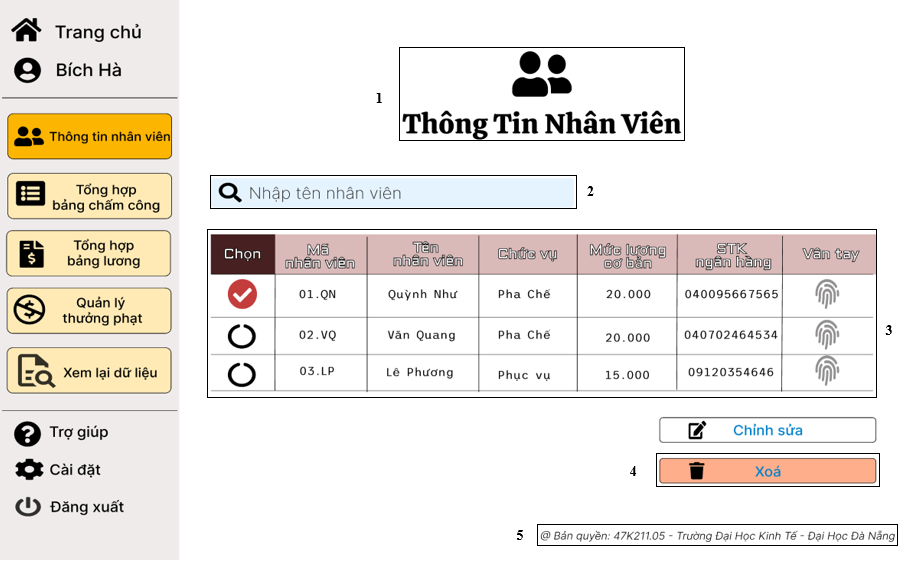 Trang chủ
Bích Hà
Thông tin nhân viên
Tổng hợp
bảng chấm công
Tổng hợp
bảng lương
Quản lý
thưởng phạt
Xem lại dữ liệu
Trợ giúp
Cài đặt
Đăng xuất
1
Thông Tin Nhân Viên
Nhập tên nhân viên
2
Chọn
Mã
nhân viên
Tên
nhân viên
Chức vụ
Mức lương
cơ bản
STK
ngân hàng
Vân tay
01.QN Quỳnh Như Pha Chế 20.000 040095667565
02.VQ Văn Quang Pha Chế 20.000 040702464534
03.LP Lê Phương Phục vụ 15.000 09120354646
3
Chỉnh sửa
4
Xoá
5
@ Bản quyền: 47K211.05 - Trường Đại Học Kinh Tế - Đại Học Đà Nẵng